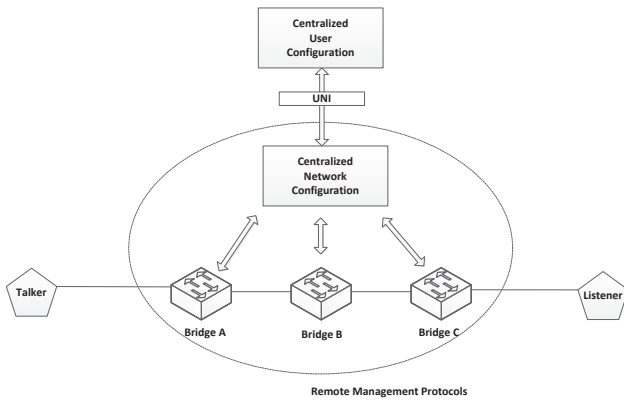 Centralized
User
Configuration
UNI
Centralized
Network
Configuration
Talker
Listener
Bridge A
Bridge B
Bridge C
Remote Management Protocols